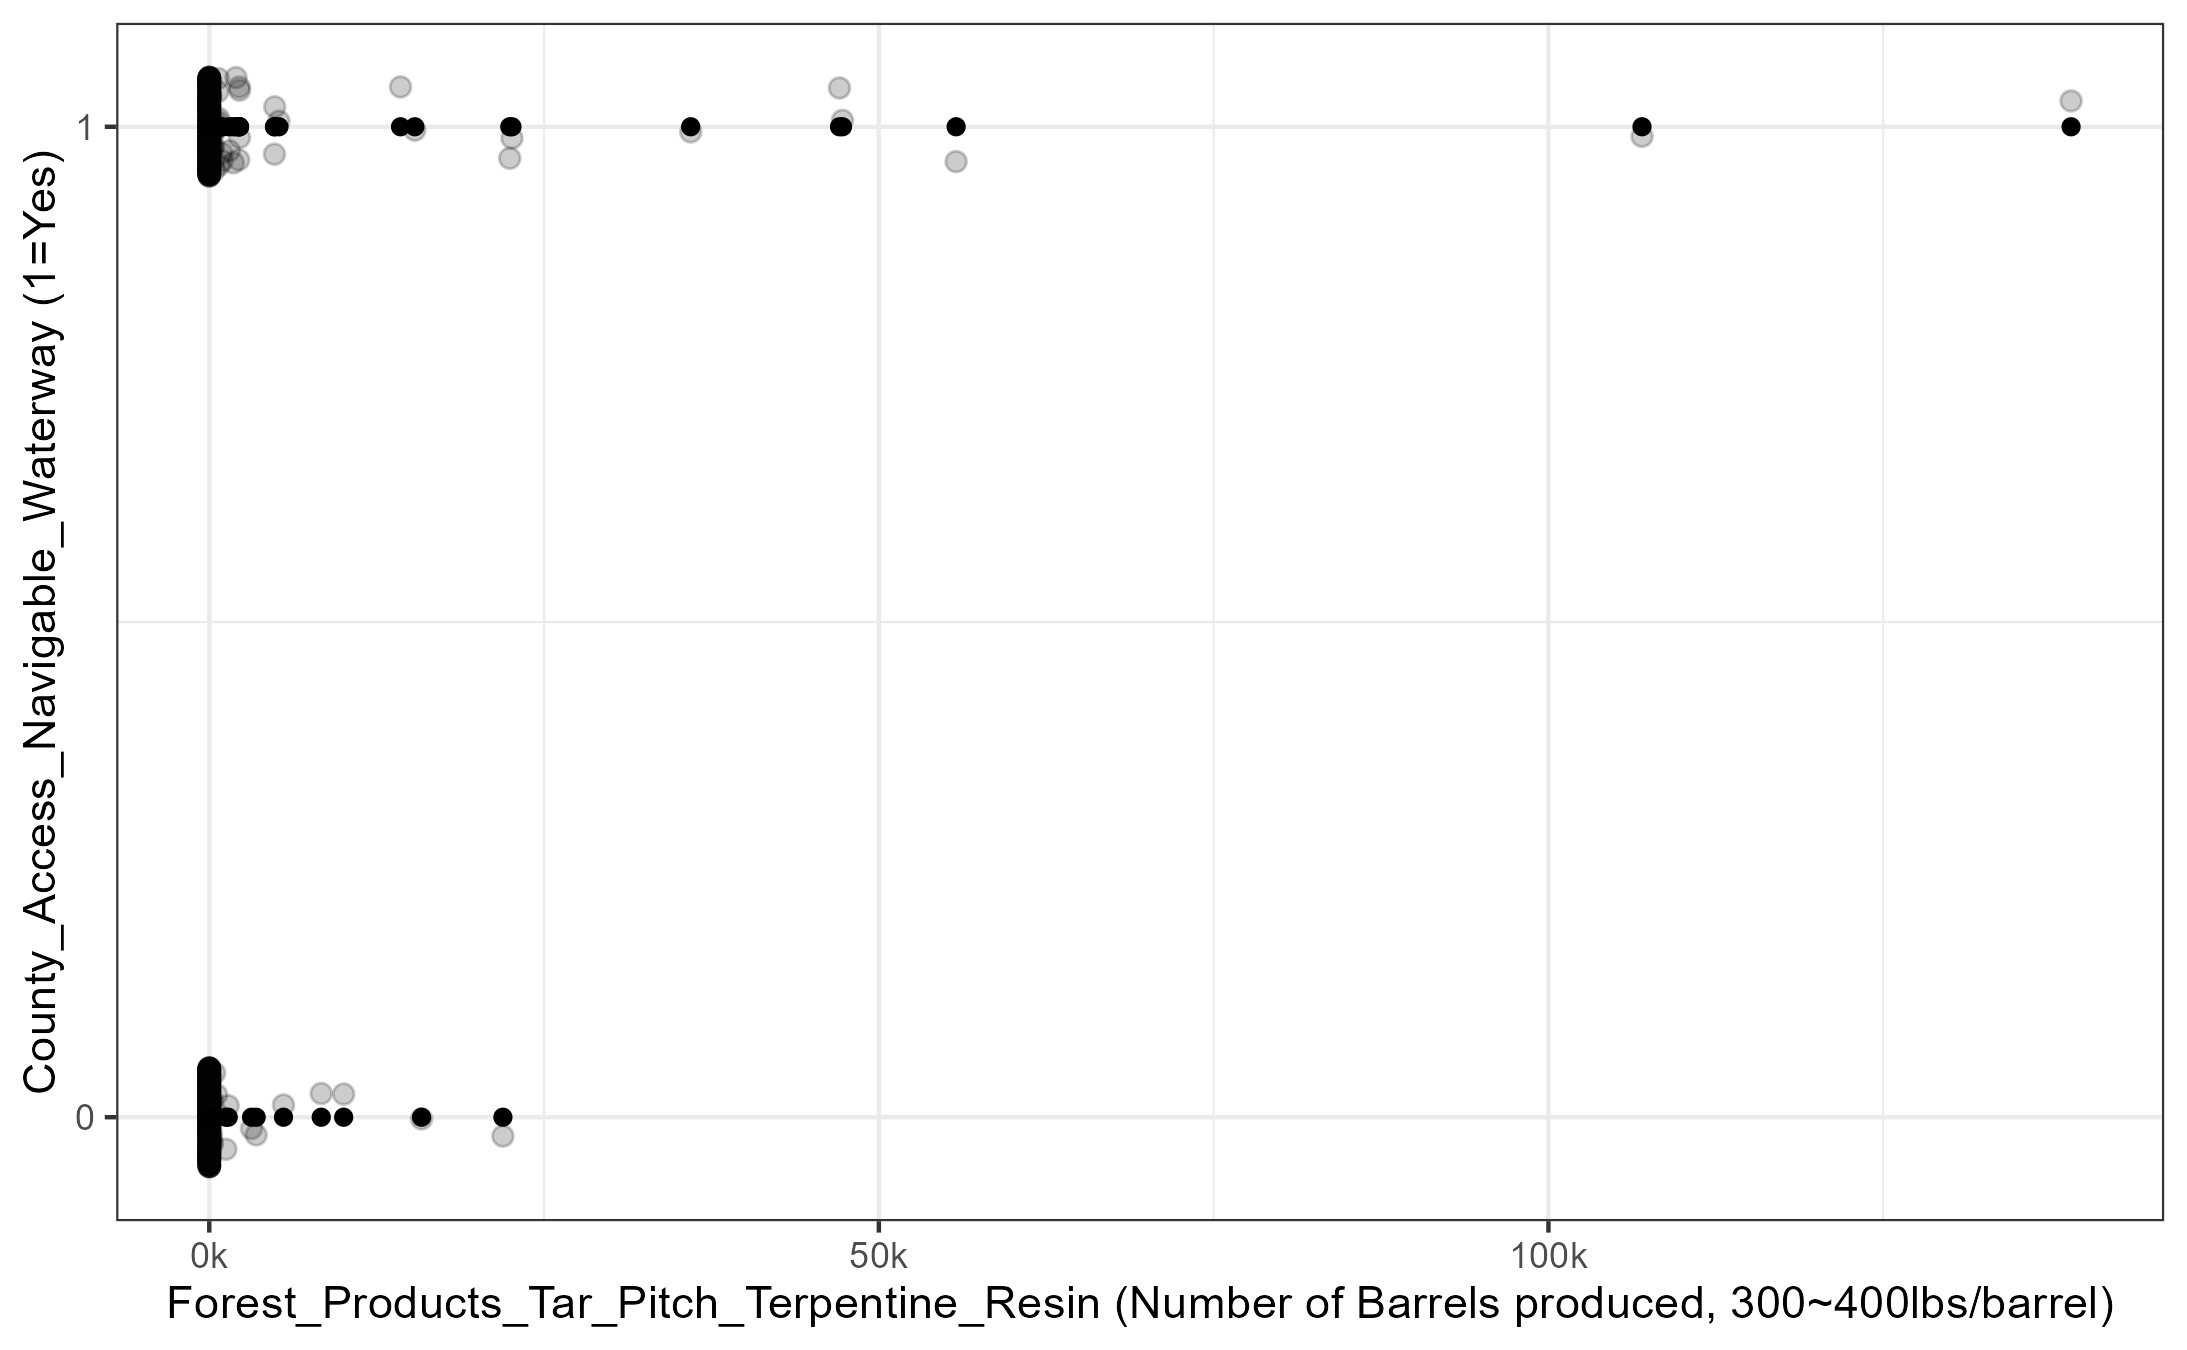 County_Access_Navigable_Waterway (1=Yes)
1
0
0k
50k
100k
Forest_Products_Tar_Pitch_Terpentine_Resin (Number of Barrels produced, 300~400lbs/barrel)